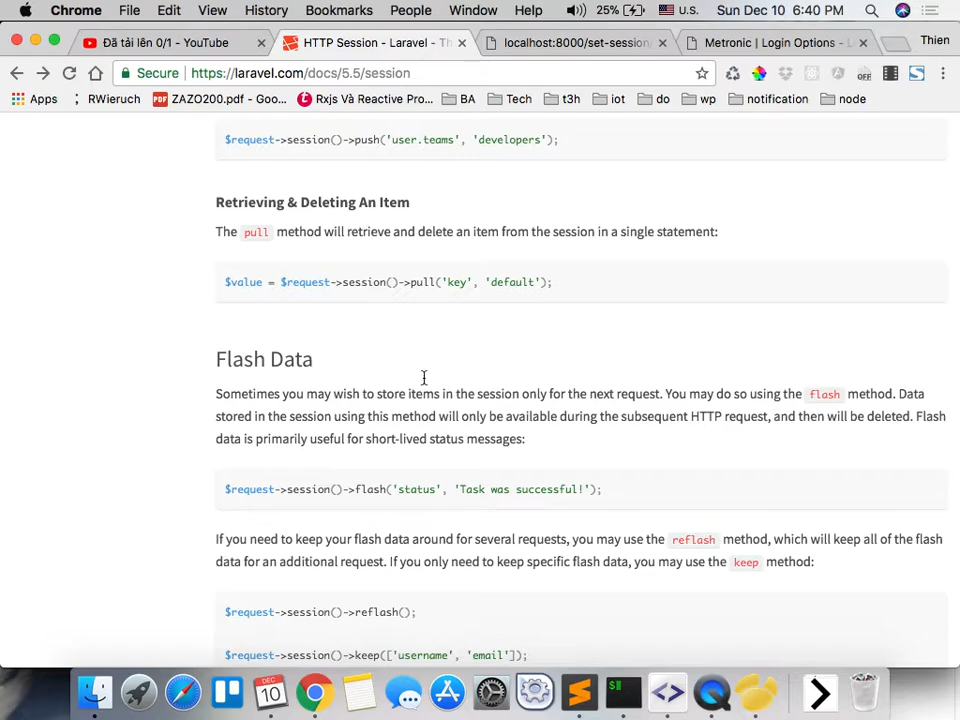 Chrome File Edit View History Bookmarks People Window Help 25% U.S. Sun Dec 10 6:40 PM
Đã tải lên 0/1 - YouTube HTTP Session - Laravel - Th localhost:8000/set-session/ Metronic | Login Options - L Thien
Secure https://laravel.com/docs/5.5/session
Apps RWieruch ZAZO200.pdf - Goo... Rxjs Và Reactive Pro... BA Tech t3h iot do wp notification node
$request->session()->push('user.teams', 'developers');
Retrieving & Deleting An Item
The pull method will retrieve and delete an item from the session in a single statement:
$value = $request->session()->pull('key', 'default');
Flash Data
Sometimes you may wish to store items in the session only for the next request. You may do so using the flash method. Data
stored in the session using this method will only be available during the subsequent HTTP request, and then will be deleted. Flash
data is primarily useful for short-lived status messages:
$request->session()->flash('status', 'Task was successful!');
If you need to keep your flash data around for several requests, you may use the reflash method, which will keep all of the flash
data for an additional request. If you only need to keep specific flash data, you may use the keep method:
$request->session()->reflash();
$request->session()->keep(['username', 'email']);